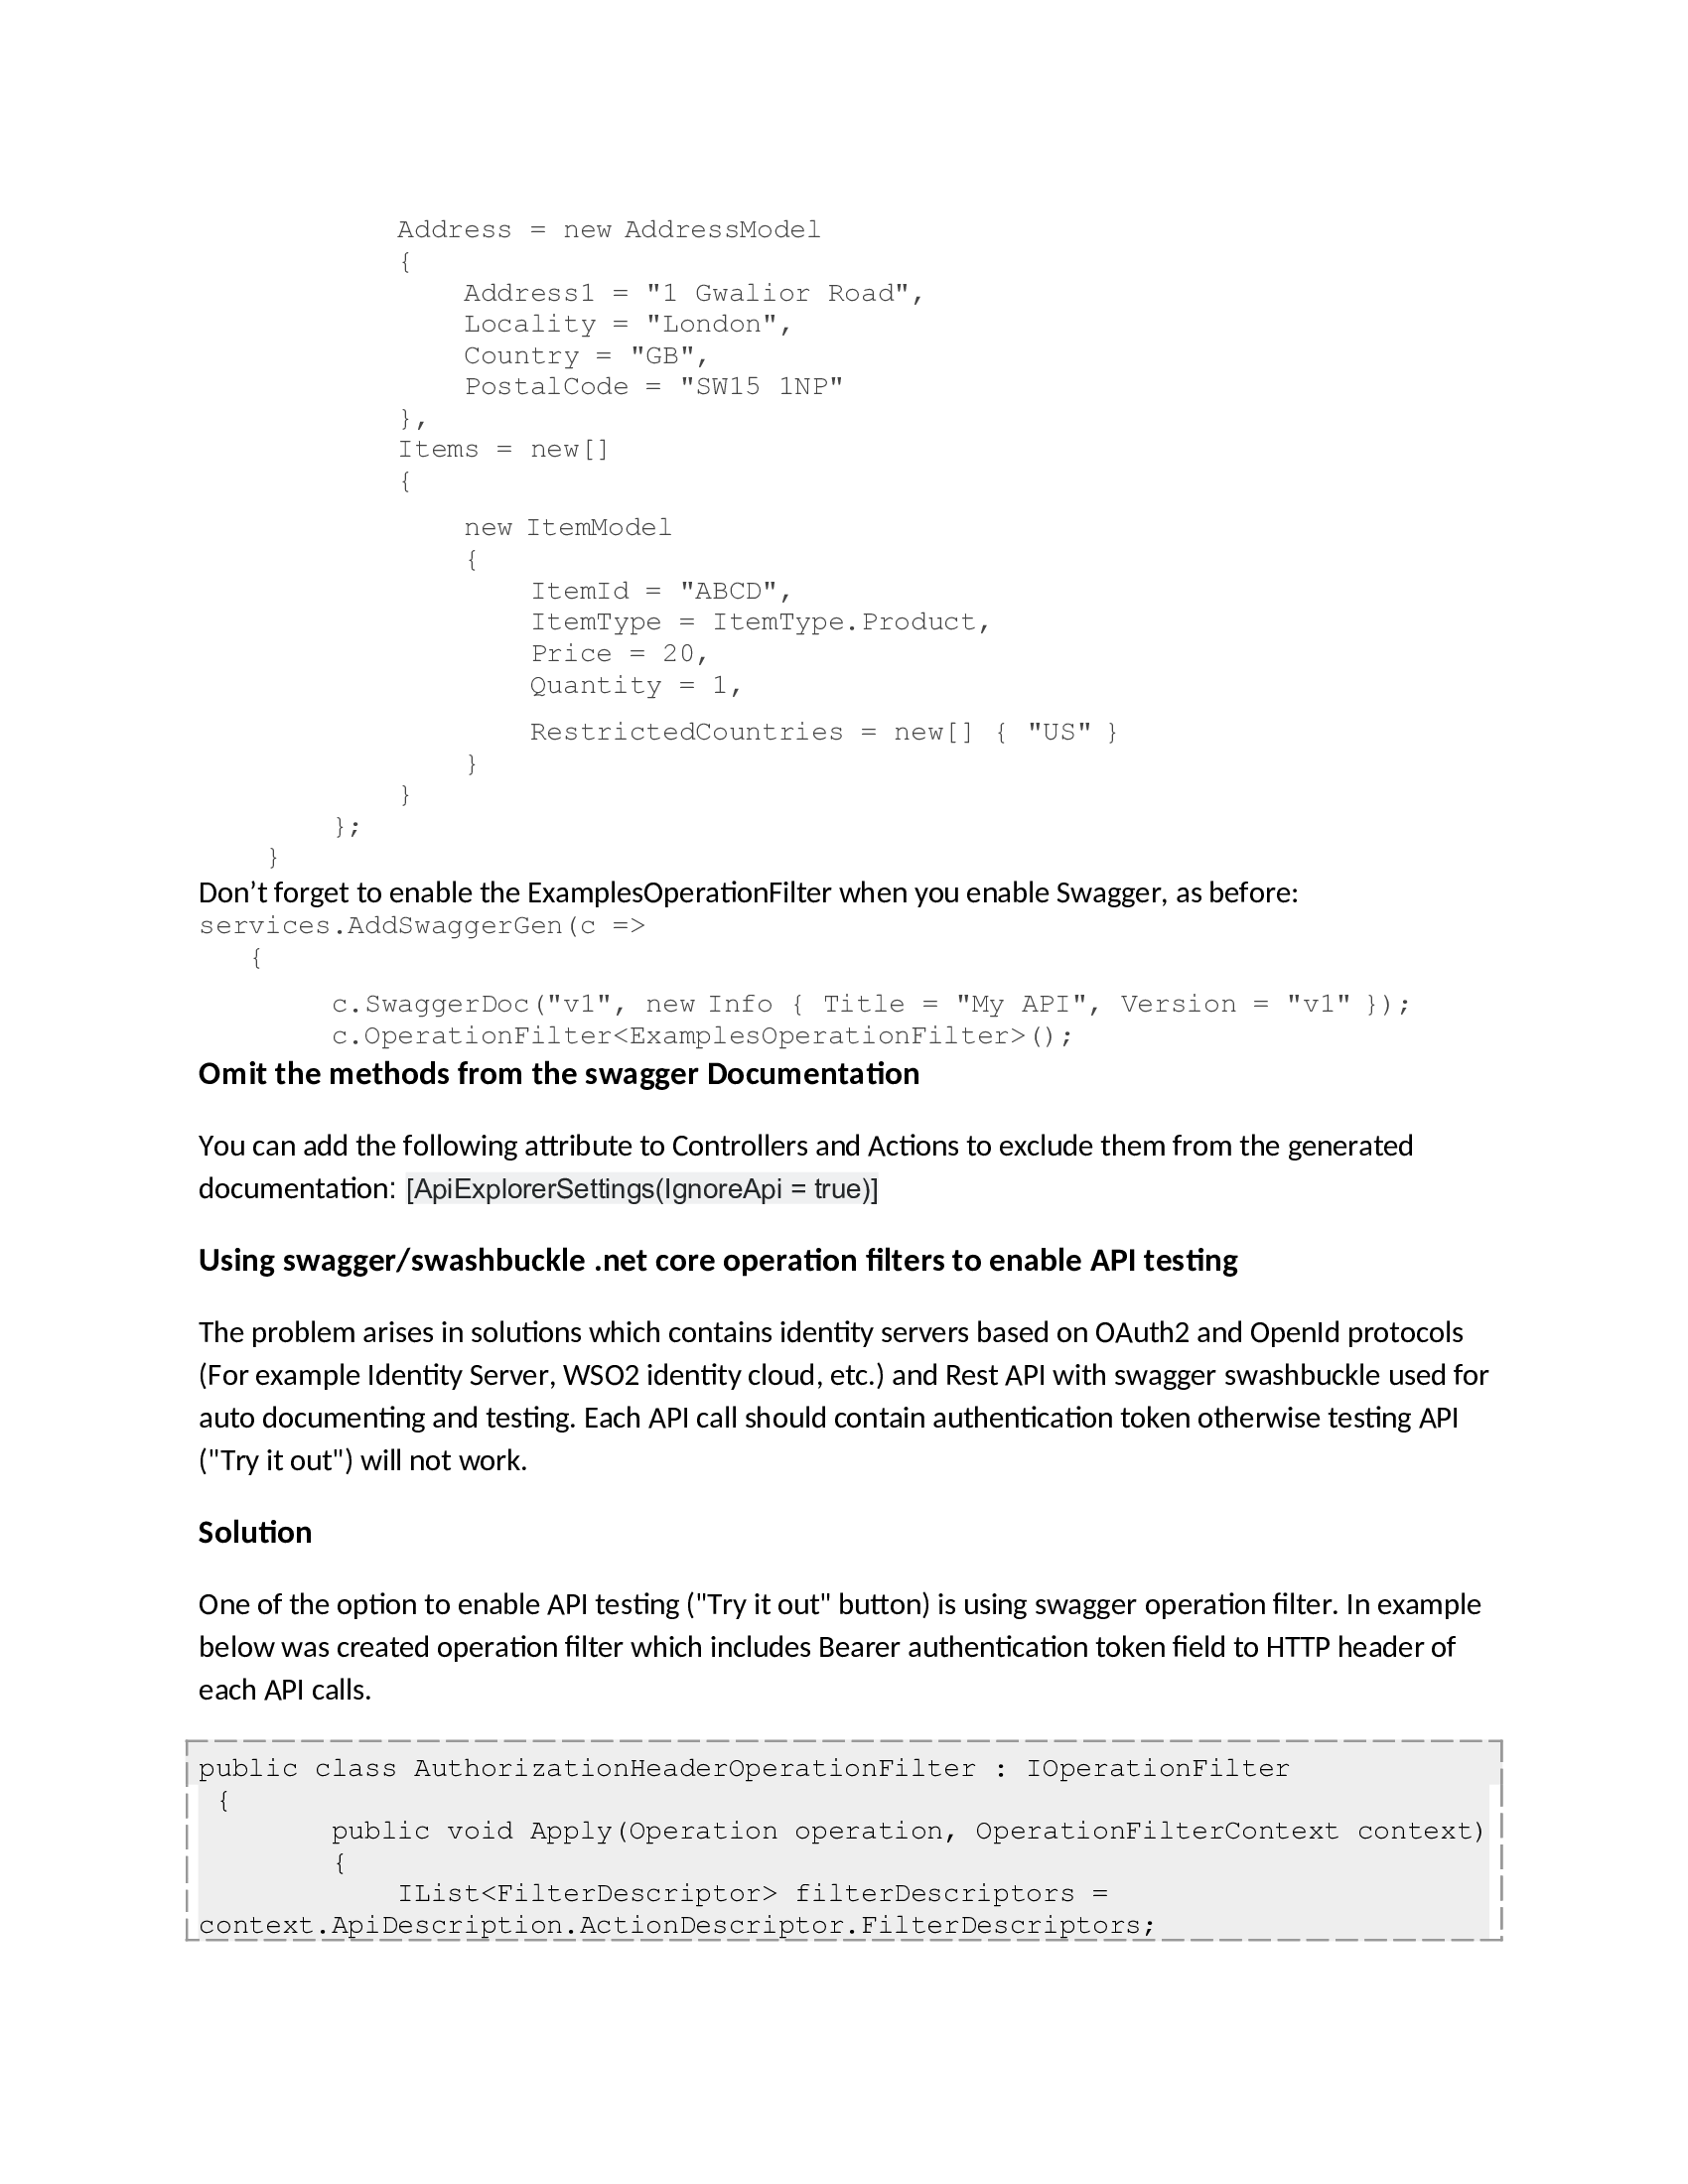 Address = new AddressModel
{
Address1 = "1 Gwalior Road",
Locality = "London",
Country = "GB",
PostalCode = "SW15 1NP"
},
Items = new[]
{
new ItemModel
{
ItemId = "ABCD",
ItemType = ItemType.Product,
Price = 20,
Quantity = 1,
RestrictedCountries = new[] { "US" }
}
}
};
}
Don’t forget to enable the ExamplesOperationFilter when you enable Swagger, as before:
services.AddSwaggerGen(c =>
{
c.SwaggerDoc("v1", new Info { Title = "My API", Version = "v1" });
c.OperationFilter<ExamplesOperationFilter>();
Omit the methods from the swagger Documentation
You can add the following attribute to Controllers and Actions to exclude them from the generated
documentation: [ApiExplorerSettings(IgnoreApi = true)]
Using swagger/swashbuckle .net core operation filters to enable API testing
The problem arises in solutions which contains identity servers based on OAuth2 and OpenId protocols
(For example Identity Server, WSO2 identity cloud, etc.) and Rest API with swagger swashbuckle used for
auto documenting and testing. Each API call should contain authentication token otherwise testing API
("Try it out") will not work.
Solution
One of the option to enable API testing ("Try it out" button) is using swagger operation filter. In example
below was created operation filter which includes Bearer authentication token field to HTTP header of
each API calls.
public class AuthorizationHeaderOperationFilter : IOperationFilter
{
public void Apply(Operation operation, OperationFilterContext context)
{
IList<FilterDescriptor> filterDescriptors =
context.ApiDescription.ActionDescriptor.FilterDescriptors;